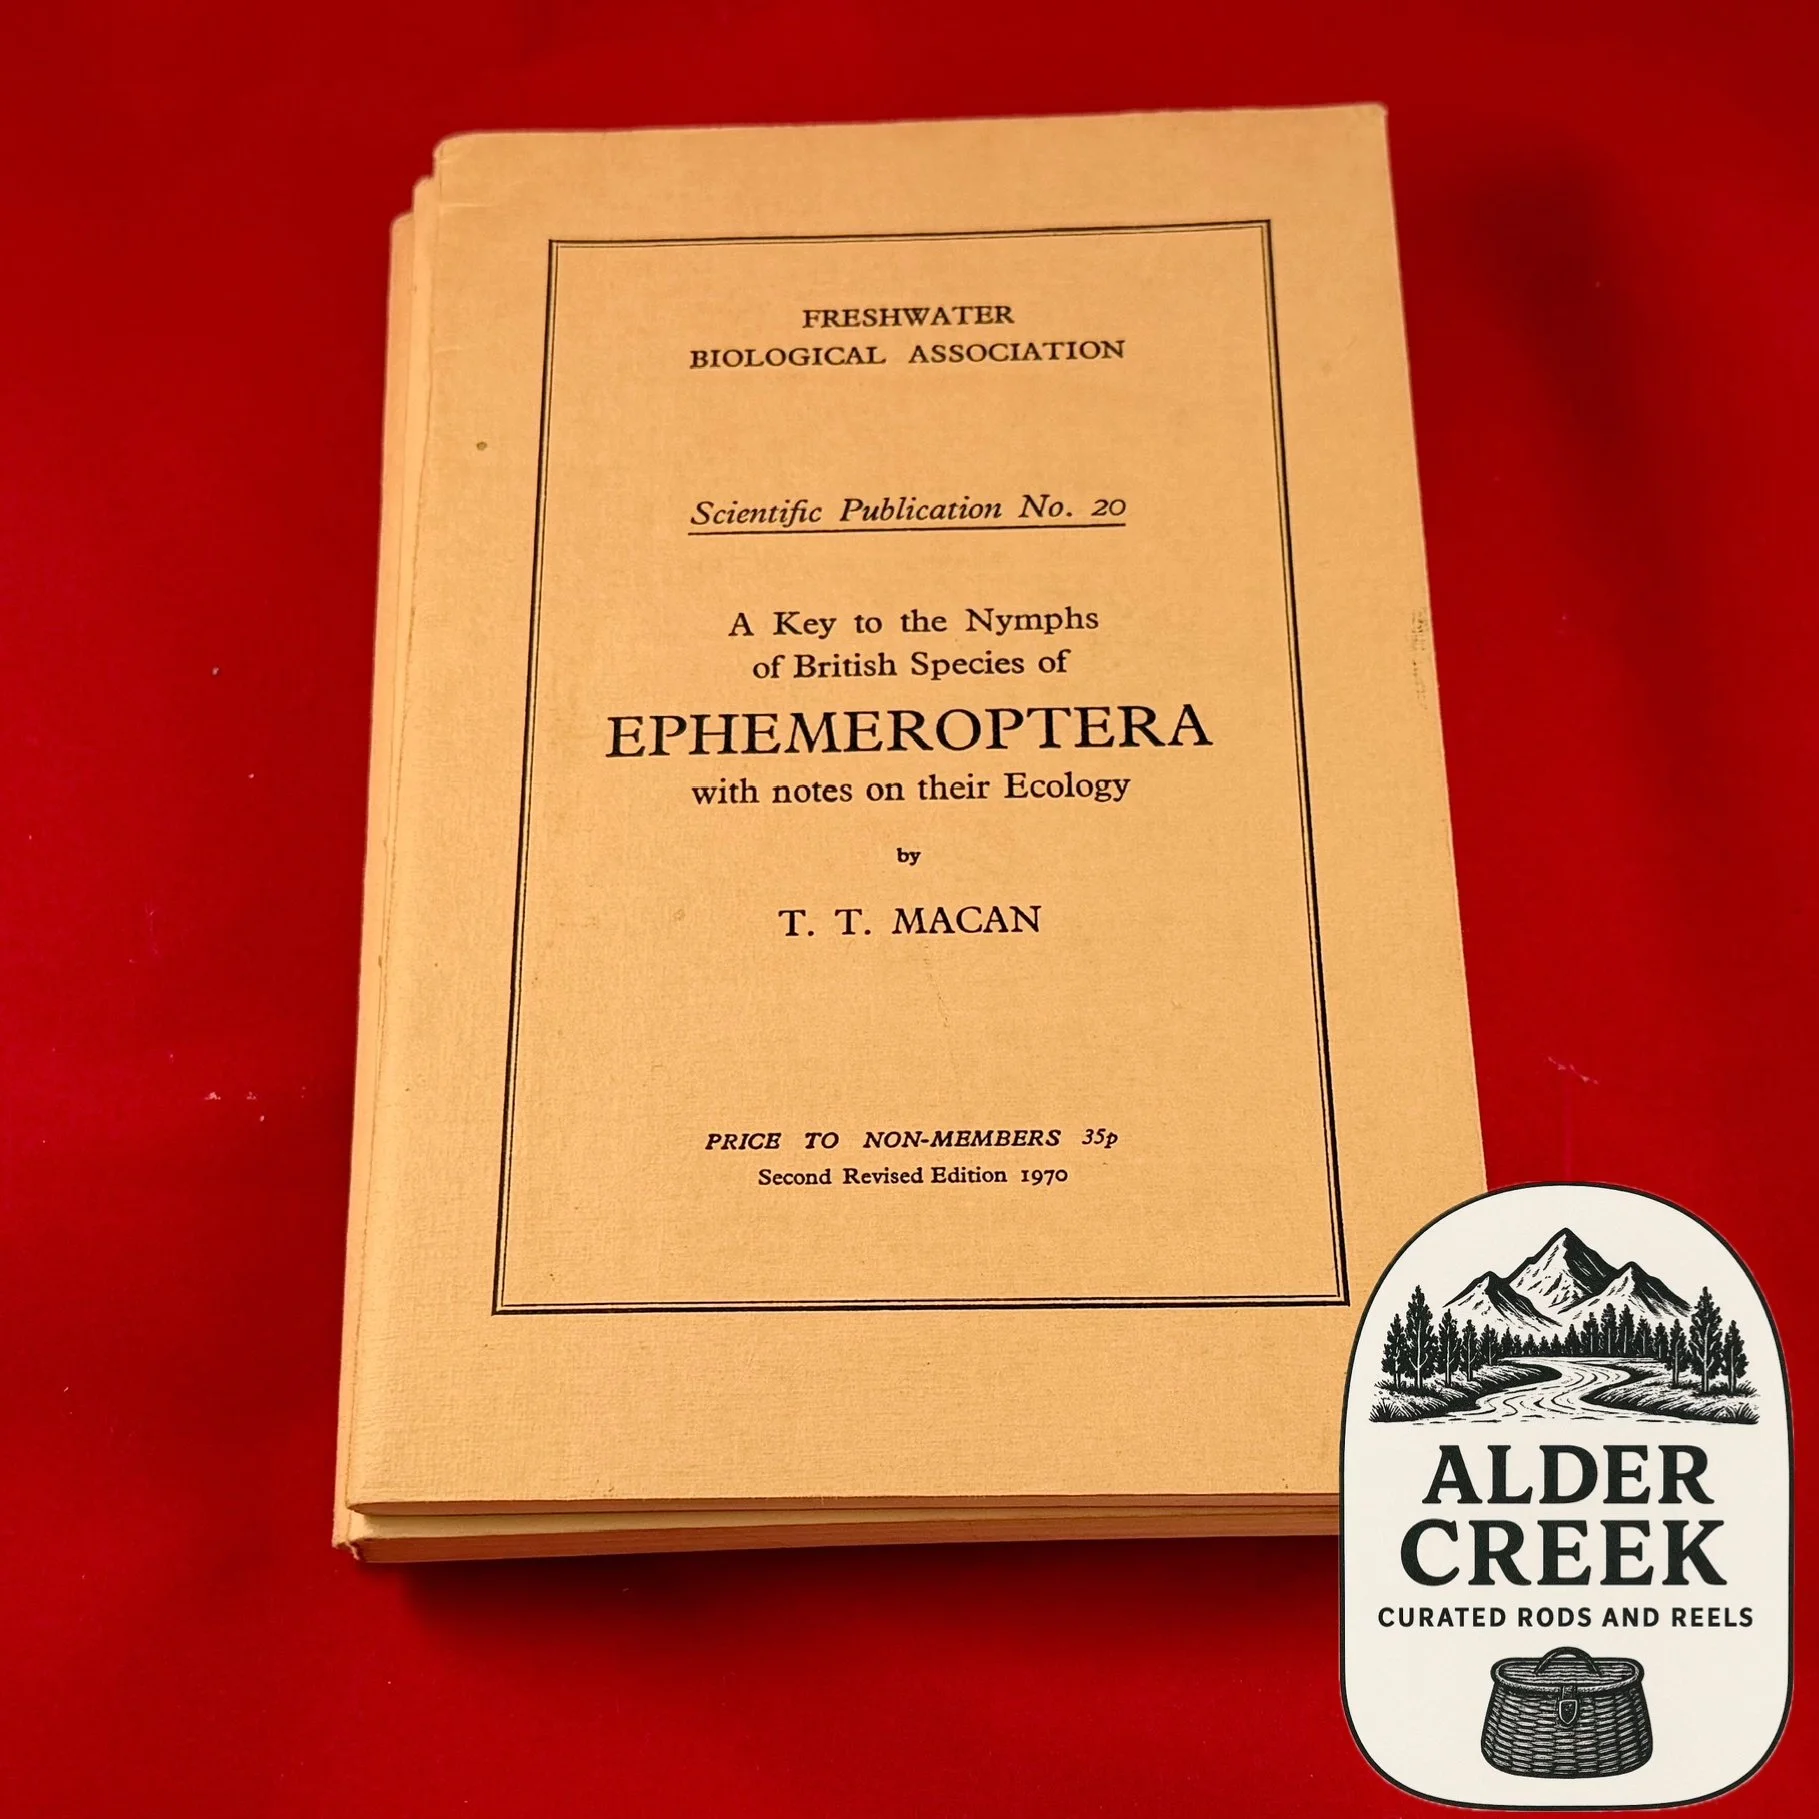 FRESHWATER
BIOLOGICAL ASSOCIATION
Scientific Publication No. 20
A Key to the Nymphs
of British Species of
EPHEMEROPTERA
with notes on their Ecology
by
T. T. MACAN
PRICE TO NON-MEMBERS 35p
Second Revised Edition 1970
ALDER
CREEK
CURATED RODS AND REELS